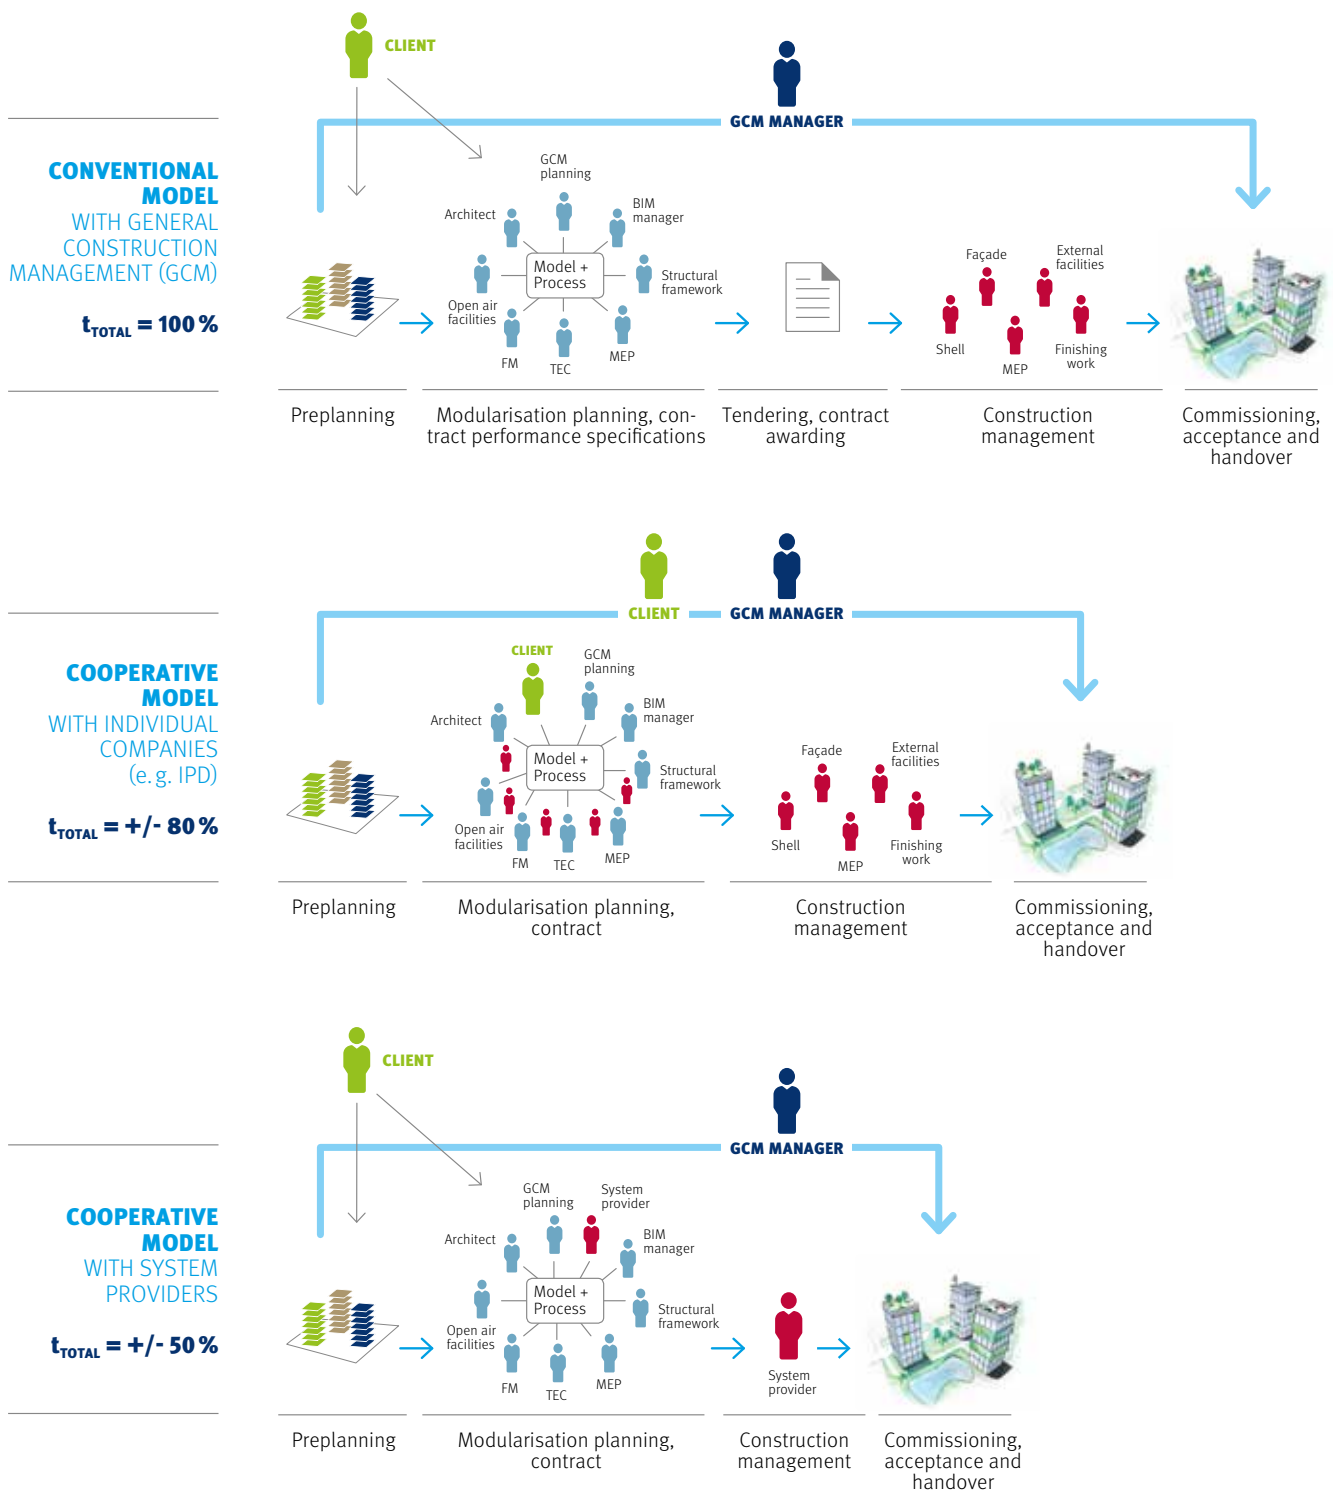 CLIENT
GCM MANAGER
CONVENTIONAL
MODEL
WITH GENERAL
CONSTRUCTION
MANAGEMENT (GCM)
tTOTAL = 100 %
GCM
planning
Architect
BIM
manager
Model +
Process
Structural
framework
Open air
facilities
FM
TEC
MEP
Façade
External
facilities
Shell
MEP
Finishing
work
Preplanning
Modularisation planning, con-
tract performance specifications
Tendering, contract
awarding
Construction
management
Commissioning,
acceptance and
handover
CLIENT
GCM MANAGER
COOPERATIVE
MODEL
WITH INDIVIDUAL
COMPANIES
(e. g. IPD)
tTOTAL = +/- 80 %
CLIENT
GCM
planning
Architect
BIM
manager
Model +
Process
Structural
framework
Open air
facilities
FM
TEC
MEP
Façade
External
facilities
Shell
MEP
Finishing
work
Preplanning
Modularisation planning,
contract
Construction
management
Commissioning,
acceptance and
handover
CLIENT
GCM MANAGER
COOPERATIVE
MODEL
WITH SYSTEM
PROVIDERS
tTOTAL = +/- 50 %
GCM
planning
System
provider
Architect
BIM
manager
Model +
Process
Structural
framework
Open air
facilities
FM
TEC
MEP
System
provider
Preplanning
Modularisation planning,
contract
Construction
management
Commissioning,
acceptance and
handover